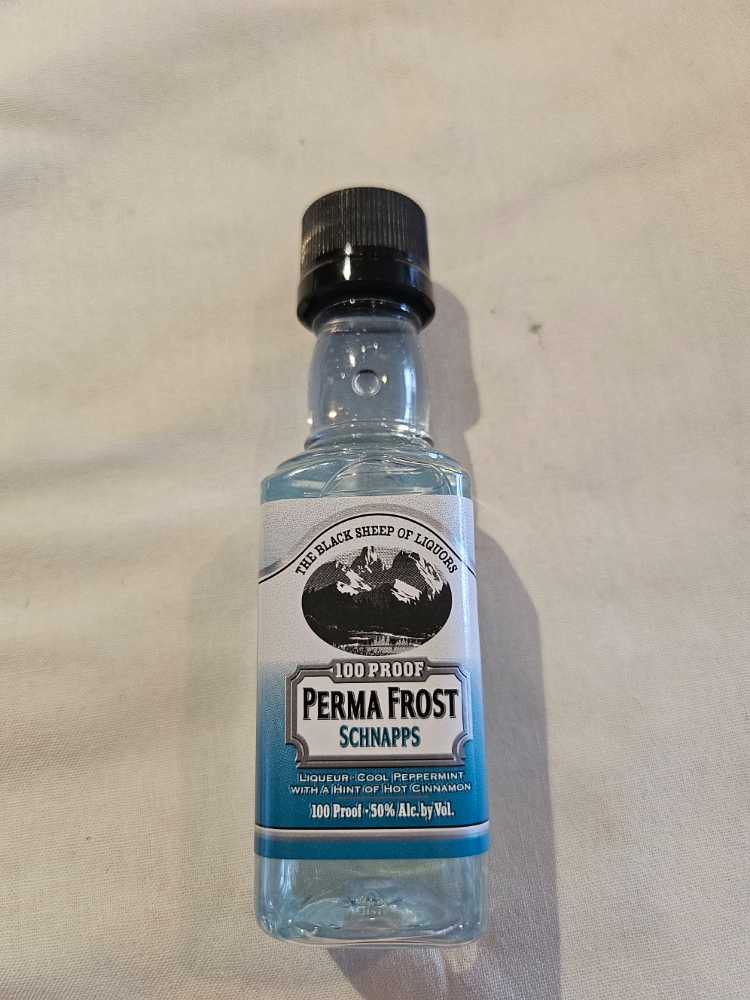 THE BLACK SHEEP OF LIQUORS
100 PROOF
PERMA FROST
SCHNAPPS
LIQUEUR · COOL PEPPERMINT
WITH A HINT OF HOT CINNAMON
100 Proof · 50% Alc. by Vol.